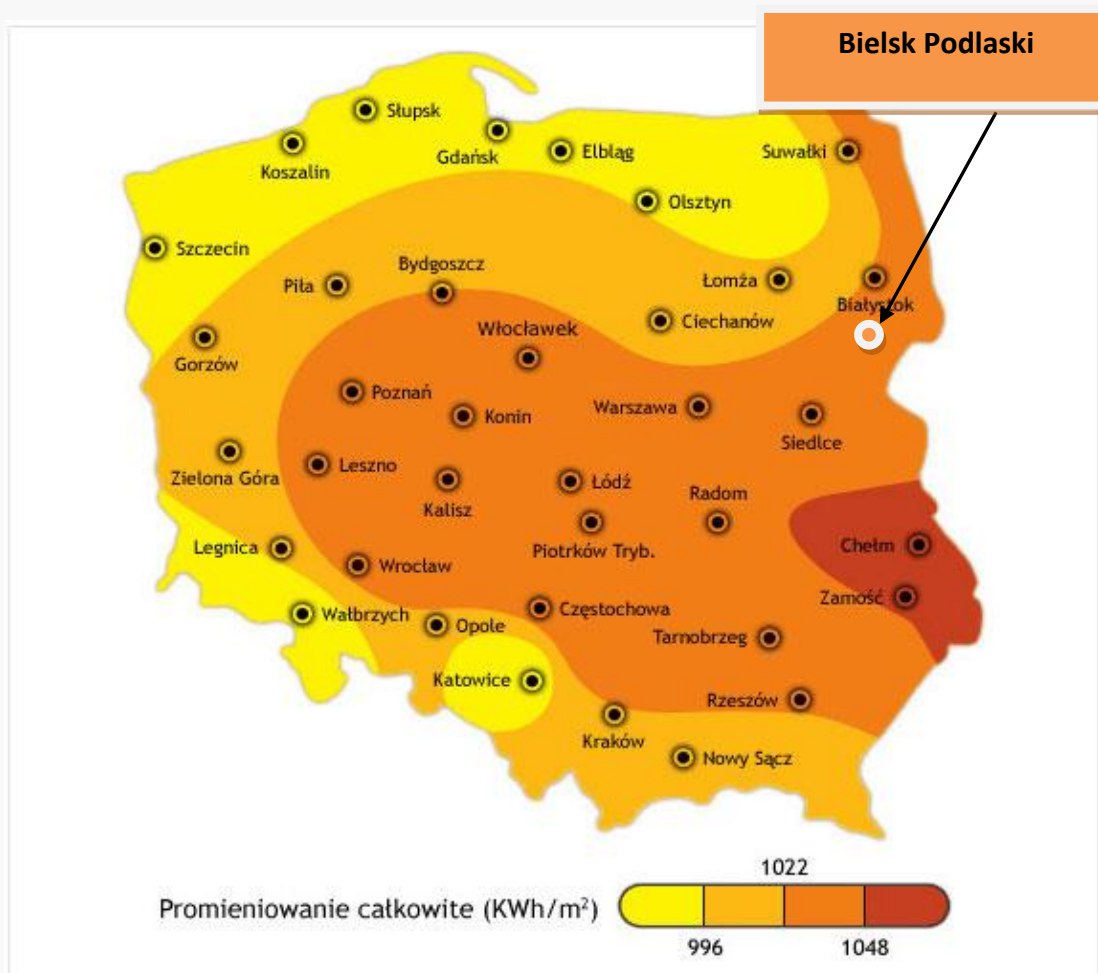 Bielsk Podlaski
Słupsk
Koszalin
Gdańsk
Elbląg
Suwałki
Olsztyn
Szczecin
Bydgoszcz
Piła
Łomża
Białystok
Ciechanów
Włocławek
Gorzów
Poznań
Konin
Warszawa
Siedlce
Zielona Góra
Leszno
Kalisz
Łódź
Radom
Legnica
Wrocław
Piotrków Tryb.
Chełm
Zamość
Wałbrzych
Opole
Częstochowa
Tarnobrzeg
Katowice
Rzeszów
Kraków
Nowy Sącz
1022
Promieniowanie całkowite (KWh/m²)
996
1048